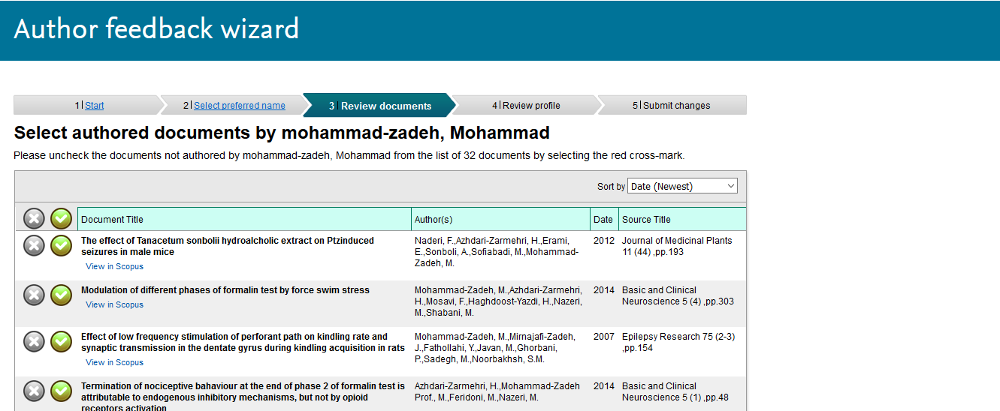 Author feedback wizard
1 Start
2 Select preferred name
3 Review documents
4 Review profile
5 Submit changes
Select authored documents by mohammad-zadeh, Mohammad
Please uncheck the documents not authored by mohammad-zadeh, Mohammad from the list of 32 documents by selecting the red cross-mark.
Sort by Date (Newest)
Document Title
Author(s)
Date
Source Title
The effect of Tanacetum sonbolii hydroalcholic extract on Ptzinduced
seizures in male mice
View in Scopus
Naderi, F.,Azhdari-Zarmehri, H.,Erami,
E.,Sonboli, A.,Sofiabadi, M.,Mohammad-
Zadeh, M.
2012
Journal of Medicinal Plants
11 (44) ,pp.193
Modulation of different phases of formalin test by force swim stress
View in Scopus
Mohammad-Zadeh, M.,Azhdari-Zarmehri,
H.,Mosavi, F.,Haghdoost-Yazdi, H.,Nazeri,
M.,Shabani, M.
2014
Basic and Clinical
Neuroscience 5 (4) ,pp.303
Effect of low frequency stimulation of perforant path on kindling rate and
synaptic transmission in the dentate gyrus during kindling acquisition in rats
View in Scopus
Mohammad-Zadeh, M.,Mirnajafi-Zadeh,
J.,Fathollahi, Y.,Javan, M.,Ghorbani,
P.,Sadegh, M.,Noorbakhsh, S.M.
2007
Epilepsy Research 75 (2-3)
,pp.154
Termination of nociceptive bahaviour at the end of phase 2 of formalin test is
attributable to endogenous inhibitory mechanisms, but not by opioid
receptors activation
Azhdari-Zarmehri, H.,Mohammad-Zadeh
Prof., M.,Feridoni, M.,Nazeri, M.
2014
Basic and Clinical
Neuroscience 5 (1) ,pp.48